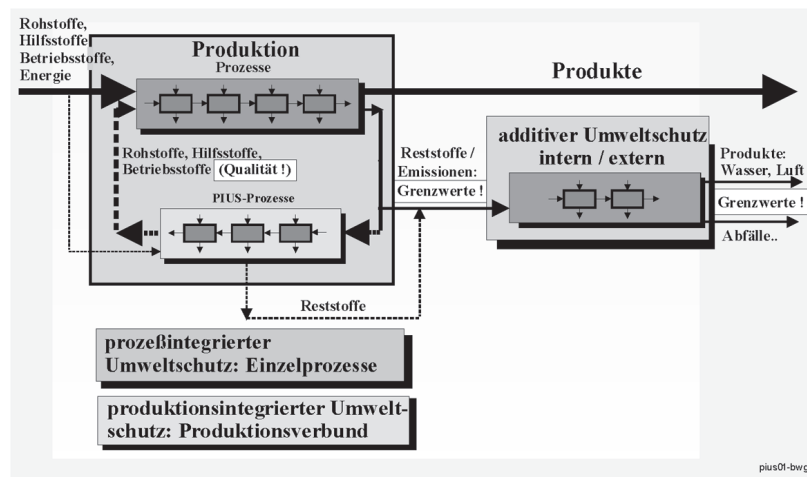 Rohstoffe,
Hilfsstoffe
Betriebsstoffe,
Energie
Produktion
Prozesse
Produkte
Rohstoffe, Hilfsstoffe,
Betriebsstoffe (Qualität !)
PIUS-Prozesse
Reststoffe /
Emissionen:
Grenzwerte !
additiver Umweltschutz
intern / extern
Produkte:
Wasser, Luft
Grenzwerte !
Abfälle..
Reststoffe
prozeßintegrierter
Umweltschutz: Einzelprozesse
produktionsintegrierter Umwelt-
schutz: Produktionsverbund
pius01-bwg